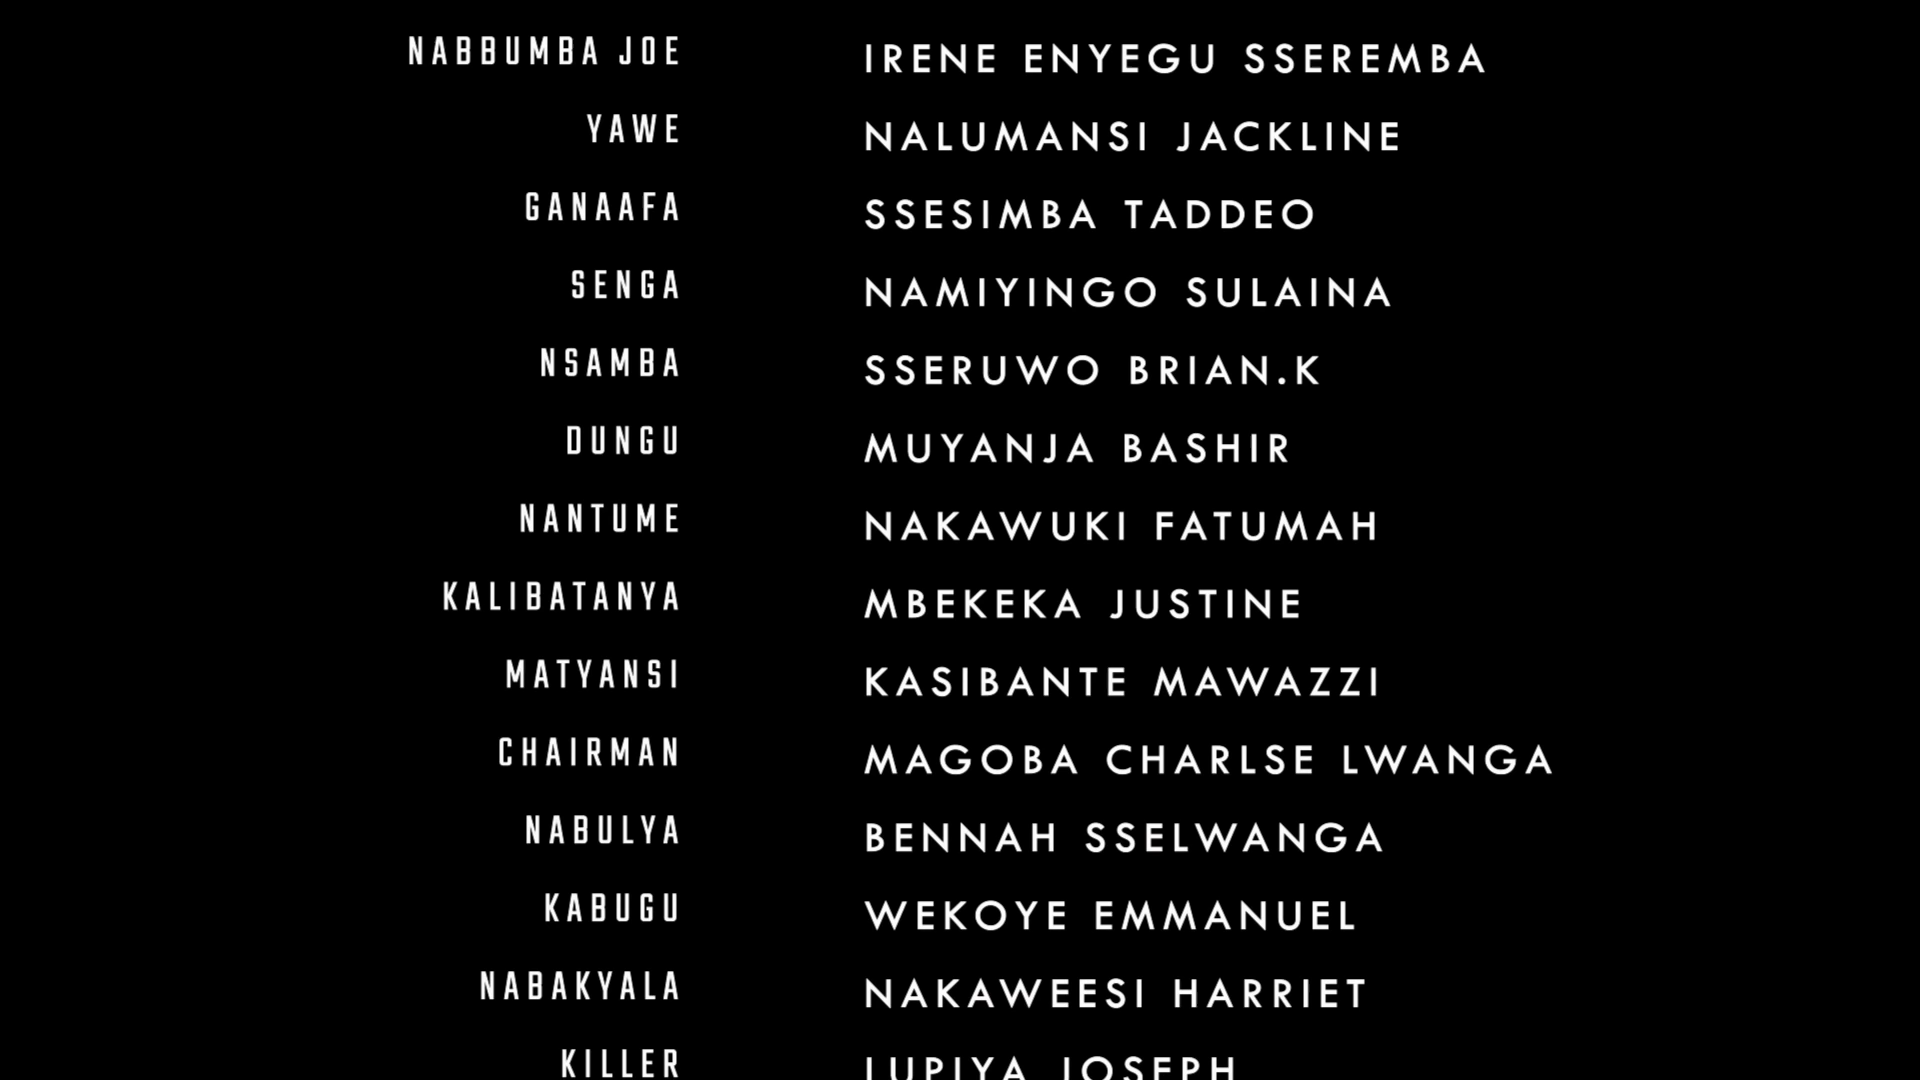 NABBUMBA JOE IRENE ENYEGU SSEREMBA
YAWE NALUMANSI JACKLINE
GANAAFA SSESIMBA TADDEO
SENGA NAMIYINGO SULAINA
NSAMBA SSERUWO BRIAN.K
DUNGU MUYANJA BASHIR
NANTUME NAKAWUKI FATUMAH
KALIBATANYA MBEKEKA JUSTINE
MATYANSI KASIBANTE MAWAZZI
CHAIRMAN MAGOBA CHARLSE LWANGA
NABULYA BENNAH SSELWANGA
KABUGU WEKOYE EMMANUEL
NABAKYALA NAKAWEESI HARRIET
KILLER LUPIYA JOSEPH